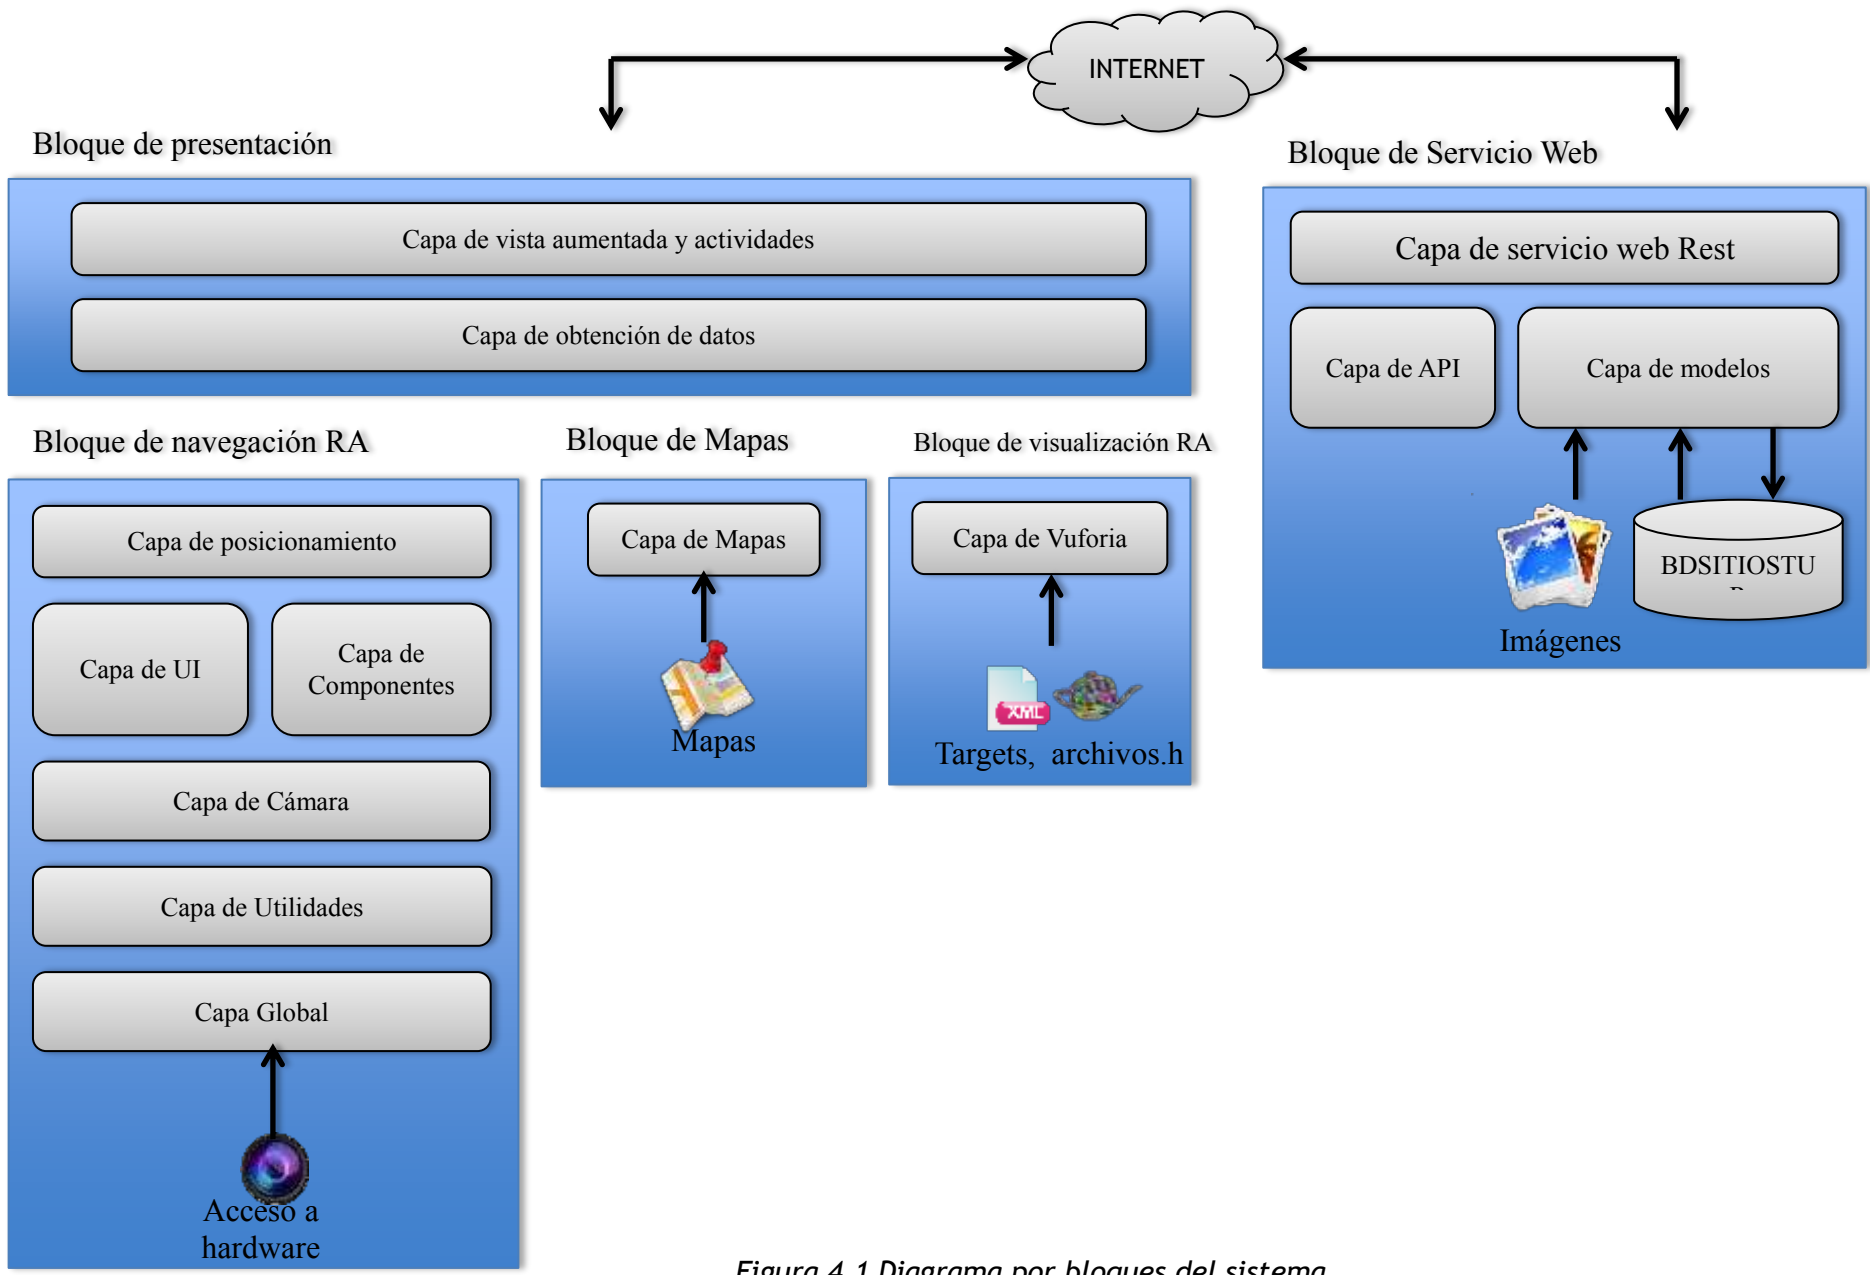 INTERNET
Bloque de presentación
Bloque de Servicio Web
Capa de vista aumentada y actividades
Capa de obtención de datos
Capa de servicio web Rest
Capa de API
Capa de modelos
BDSITIOSTU
Imágenes
Bloque de navegación RA
Bloque de Mapas
Bloque de visualización RA
Capa de posicionamiento
Capa de UI
Capa de
Componentes
Capa de Cámara
Capa de Utilidades
Capa Global
Acceso a
hardware
Capa de Mapas
Mapas
Capa de Vuforia
XML
Targets, archivos.h
Figura 4.1 Diagrama por bloques del sistema